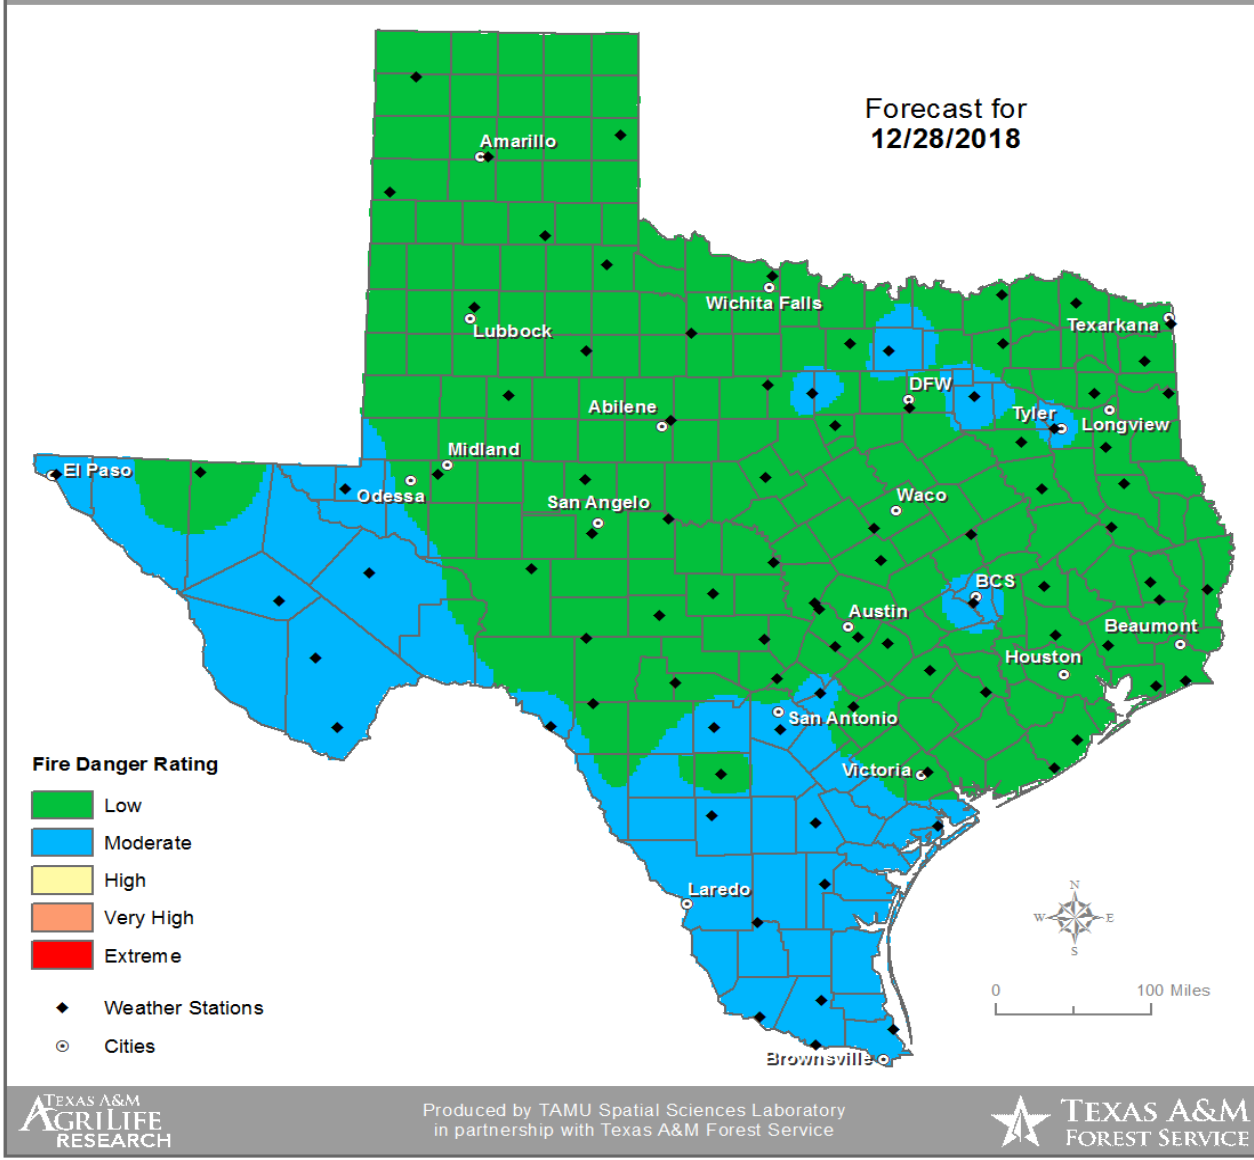 Forecast for
12/28/2018
Amarillo
Wichita Falls
Lubbock
Texarkana
DFW
Abilene
Tyler
Longview
Midland
El Paso
Odessa
San Angelo
Waco
BCS
Austin
Beaumont
Houston
San Antonio
Victoria
Laredo
Brownsville
Fire Danger Rating
Low
Moderate
High
Very High
Extreme
Weather Stations
Cities
N
W E
S
0 100 Miles
TEXAS A&M
AGRILIFE
RESEARCH
Produced by TAMU Spatial Sciences Laboratory
in partnership with Texas A&M Forest Service
TEXAS A&M
FOREST SERVICE